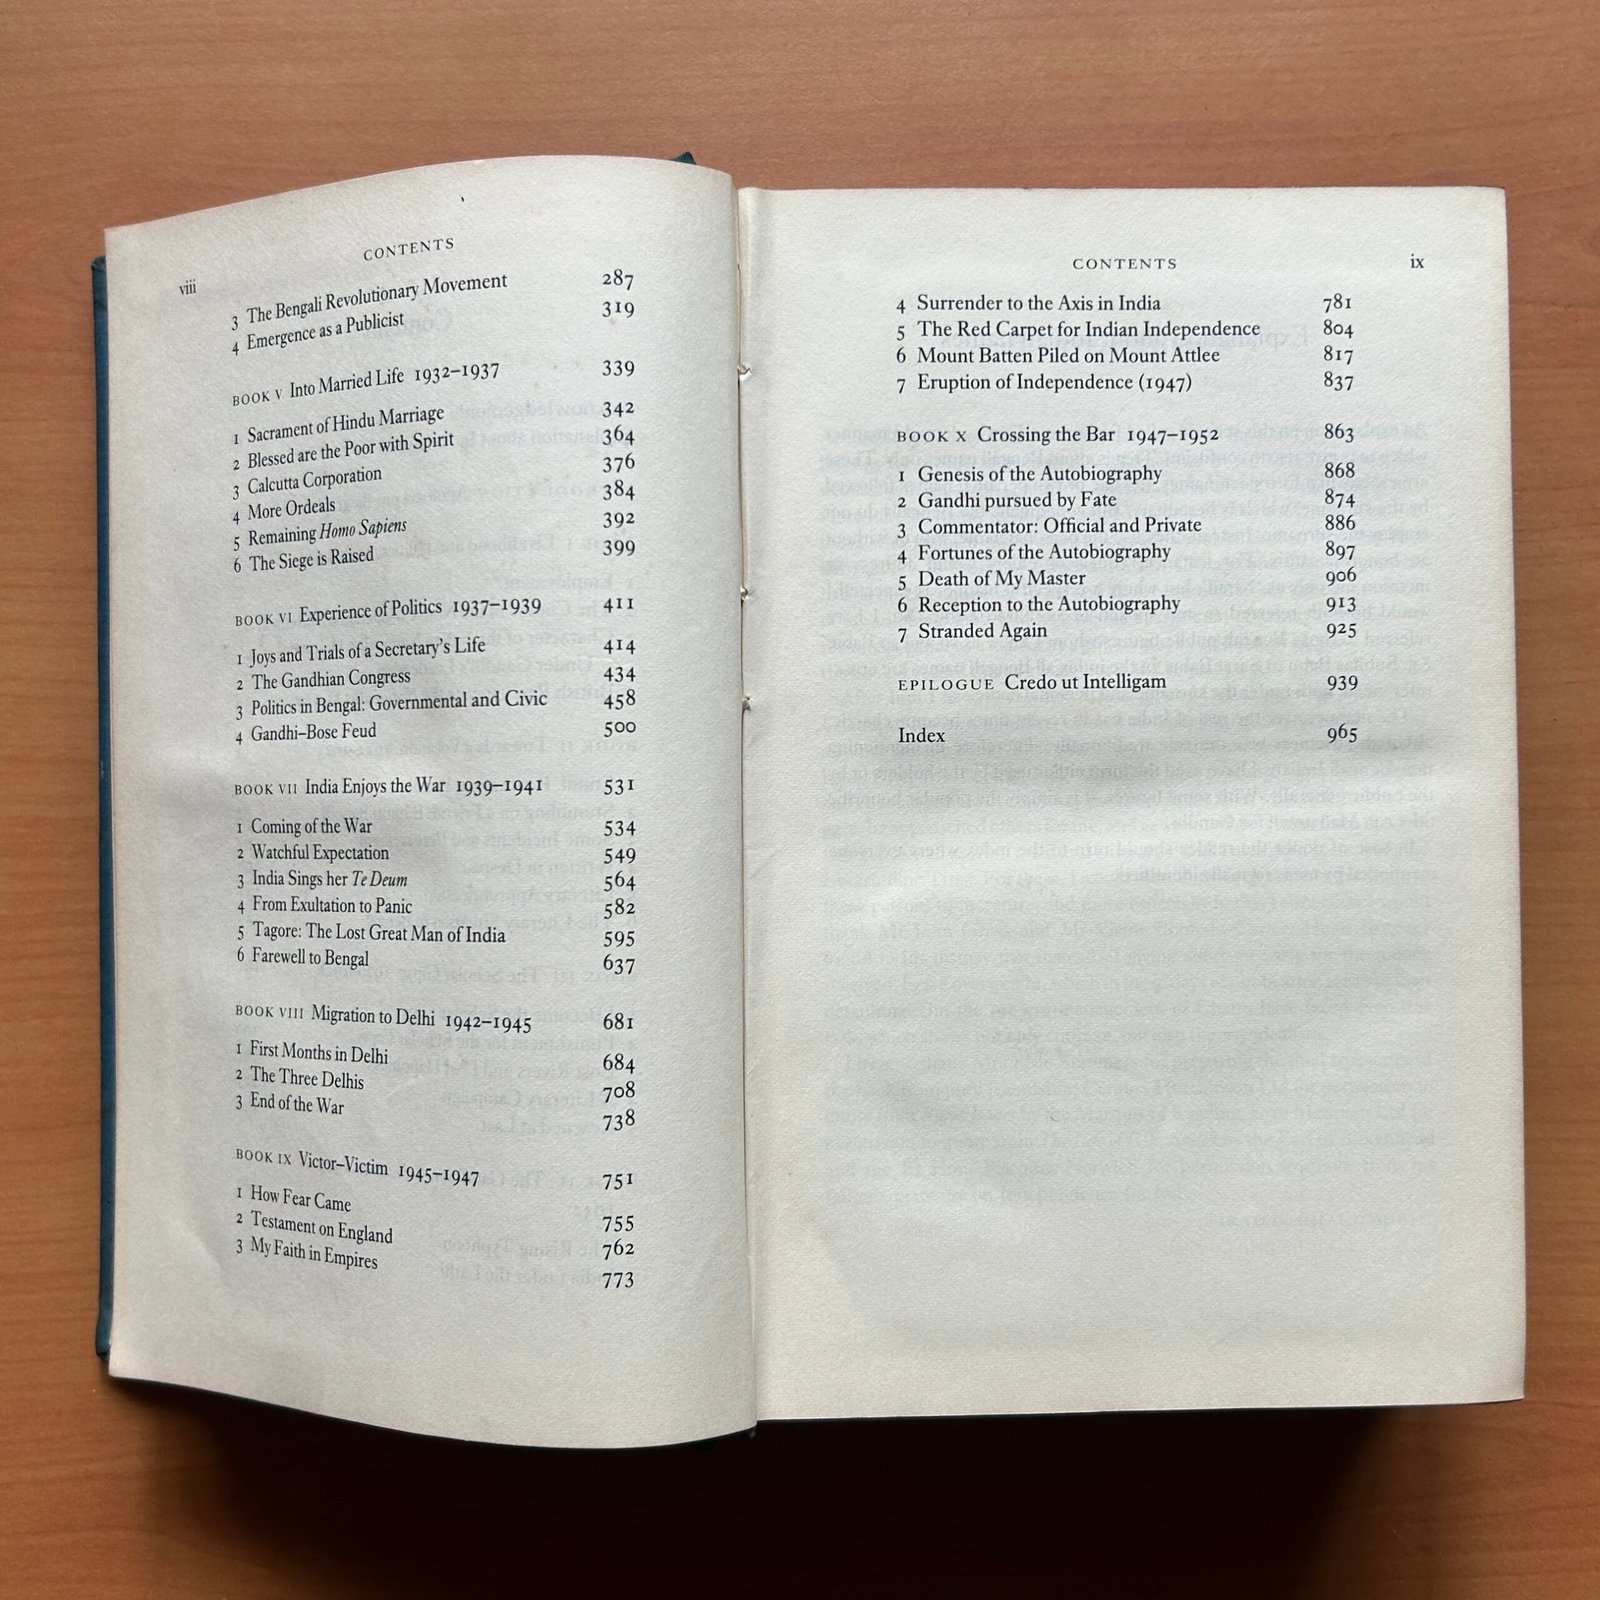 viii
CONTENTS
3 The Bengali Revolutionary Movement 287
4 Emergence as a Publicist 319
BOOK V Into Married Life 1932–1937 339
1 Sacrament of Hindu Marriage 342
2 Blessed are the Poor with Spirit 364
3 Calcutta Corporation 376
4 More Ordeals 384
5 Remaining Homo Sapiens 392
6 The Siege is Raised 399
BOOK VI Experience of Politics 1937–1939 411
1 Joys and Trials of a Secretary's Life 414
2 The Gandhian Congress 434
3 Politics in Bengal: Governmental and Civic 458
4 Gandhi–Bose Feud 500
BOOK VII India Enjoys the War 1939–1941 531
1 Coming of the War 534
2 Watchful Expectation 549
3 India Sings her Te Deum 564
4 From Exultation to Panic 582
5 Tagore: The Lost Great Man of India 595
6 Farewell to Bengal 637
BOOK VIII Migration to Delhi 1942–1945 681
1 First Months in Delhi 684
2 The Three Delhis 708
3 End of the War 738
BOOK IX Victor–Victim 1945–1947 751
1 How Fear Came 755
2 Testament on England 762
3 My Faith in Empires 773
CONTENTS
ix
4 Surrender to the Axis in India 781
5 The Red Carpet for Indian Independence 804
6 Mount Batten Piled on Mount Attlee 817
7 Eruption of Independence (1947) 837
BOOK X Crossing the Bar 1947–1952 863
1 Genesis of the Autobiography 868
2 Gandhi pursued by Fate 874
3 Commentator: Official and Private 886
4 Fortunes of the Autobiography 897
5 Death of My Master 906
6 Reception to the Autobiography 913
7 Stranded Again 925
EPILOGUE Credo ut Intelligam 939
Index 965